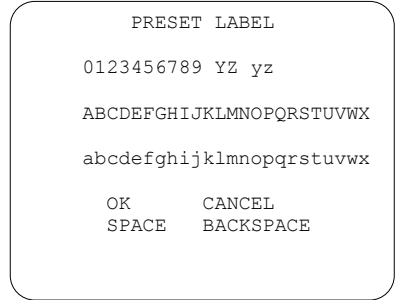 PRESET LABEL
0123456789 YZ yz
ABCDEFGHIJKLMNOPQRSTUVWX
abcdefghijklmnopqrstuvwx
OK CANCEL
SPACE BACKSPACE